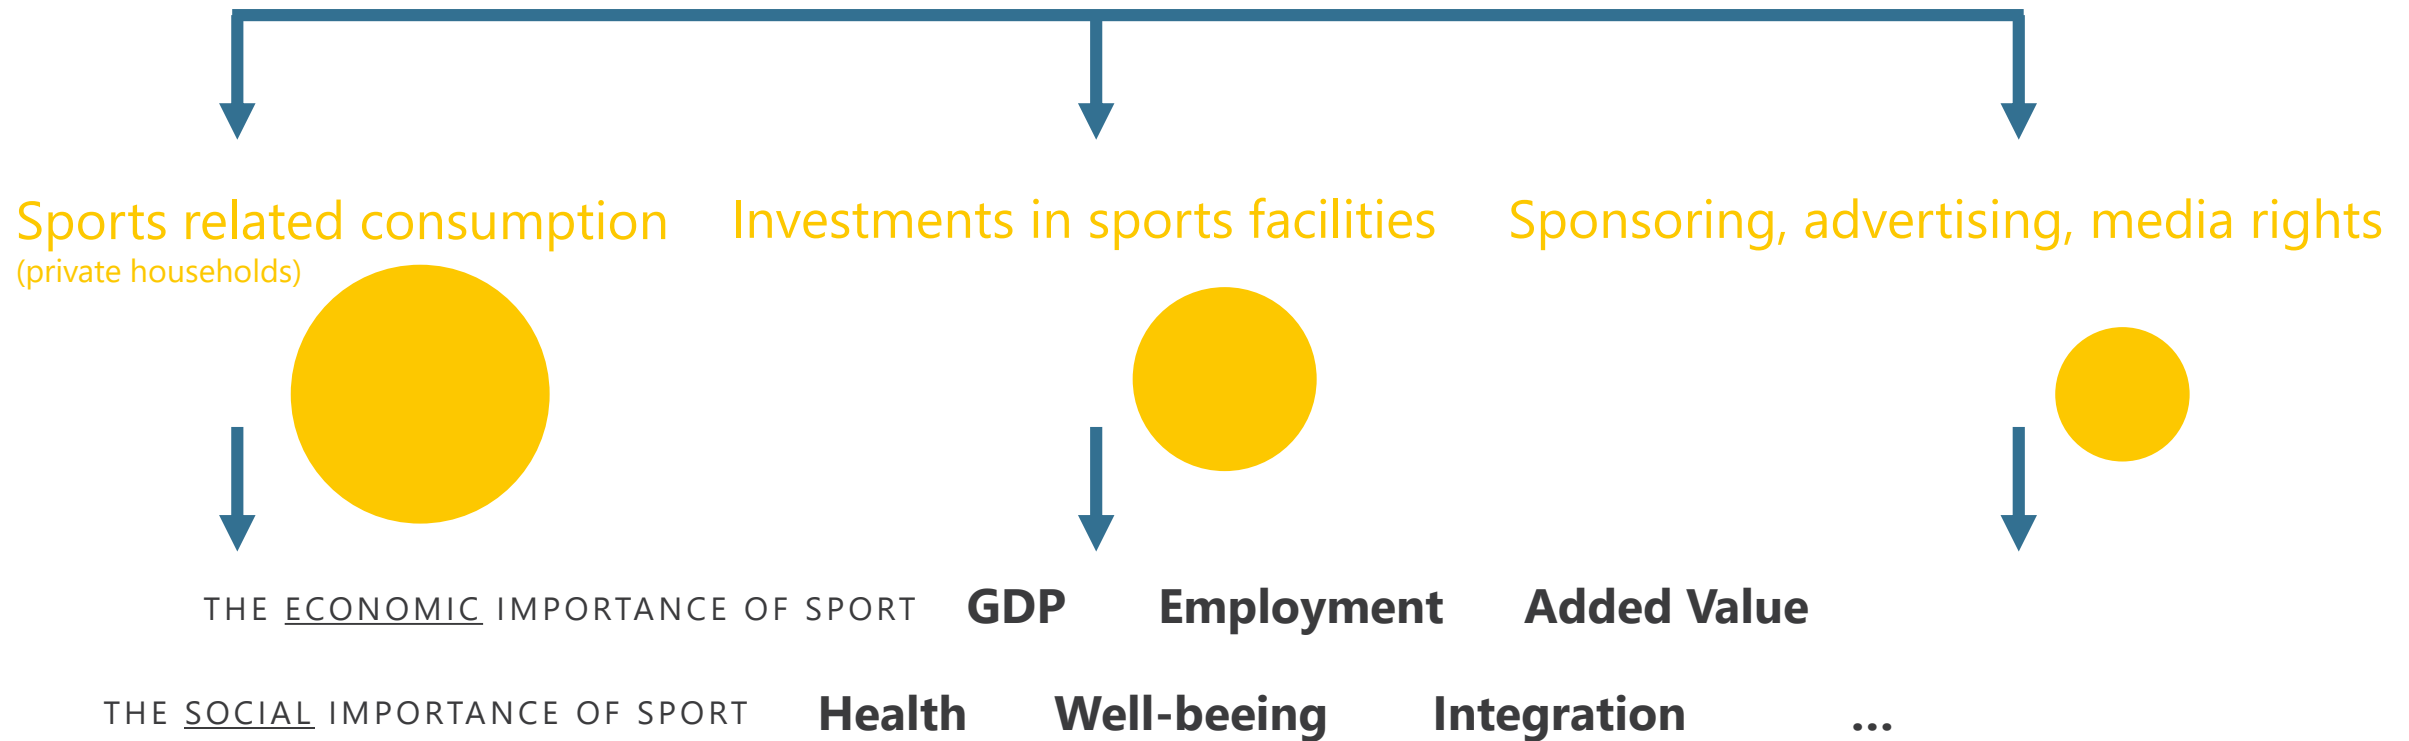 Sports related consumption
(private households)
Investments in sports facilities
Sponsoring, advertising, media rights
THE ECONOMIC IMPORTANCE OF SPORT GDP Employment Added Value
THE SOCIAL IMPORTANCE OF SPORT Health Well-beeing Integration ...